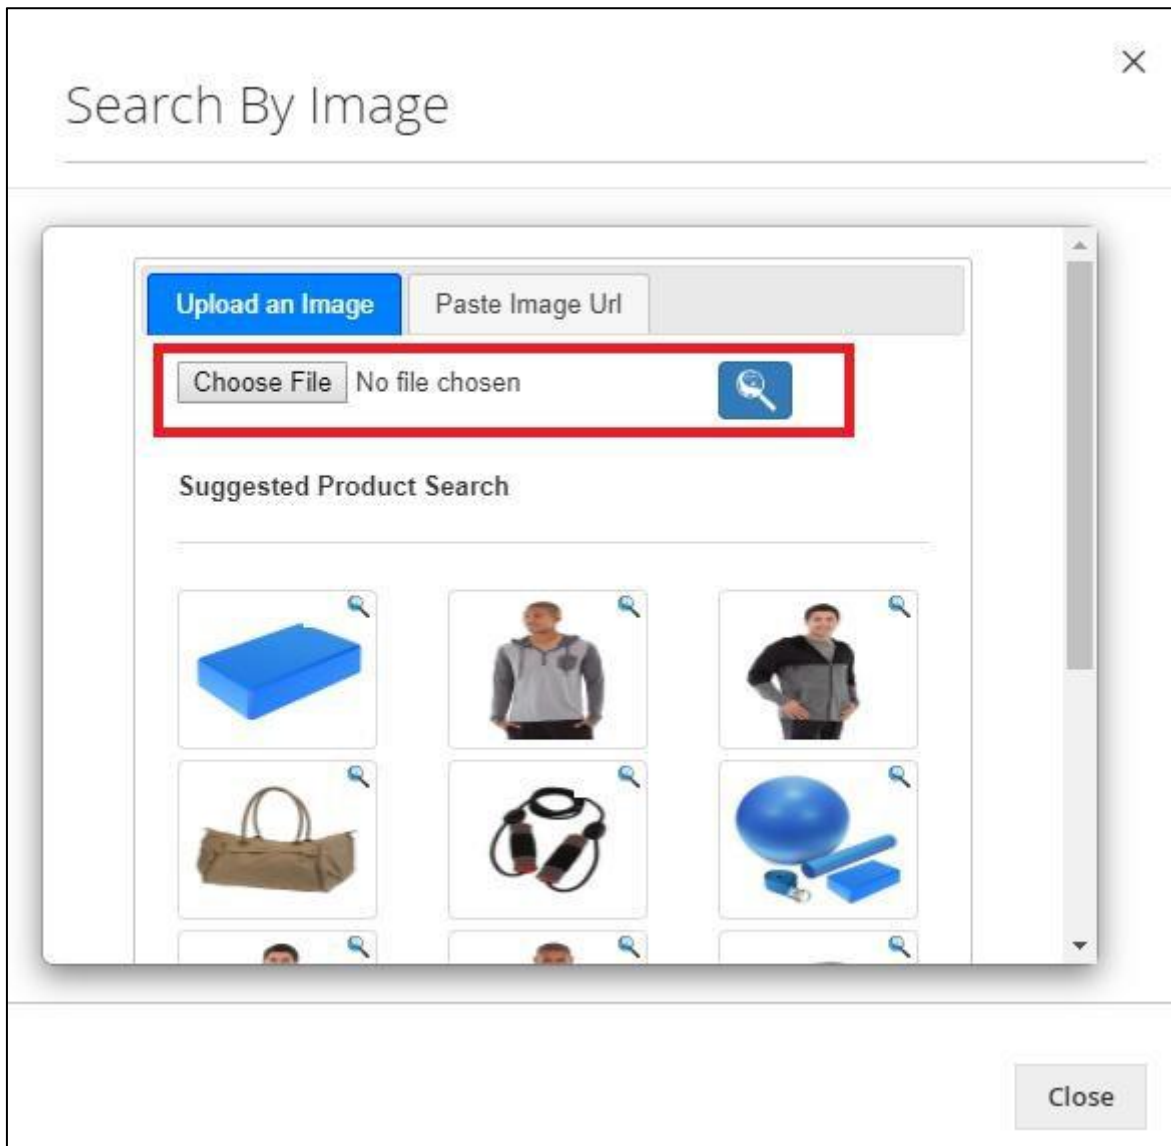 Search By Image
Upload an Image Paste Image Url
Choose File No file chosen
Suggested Product Search
Close